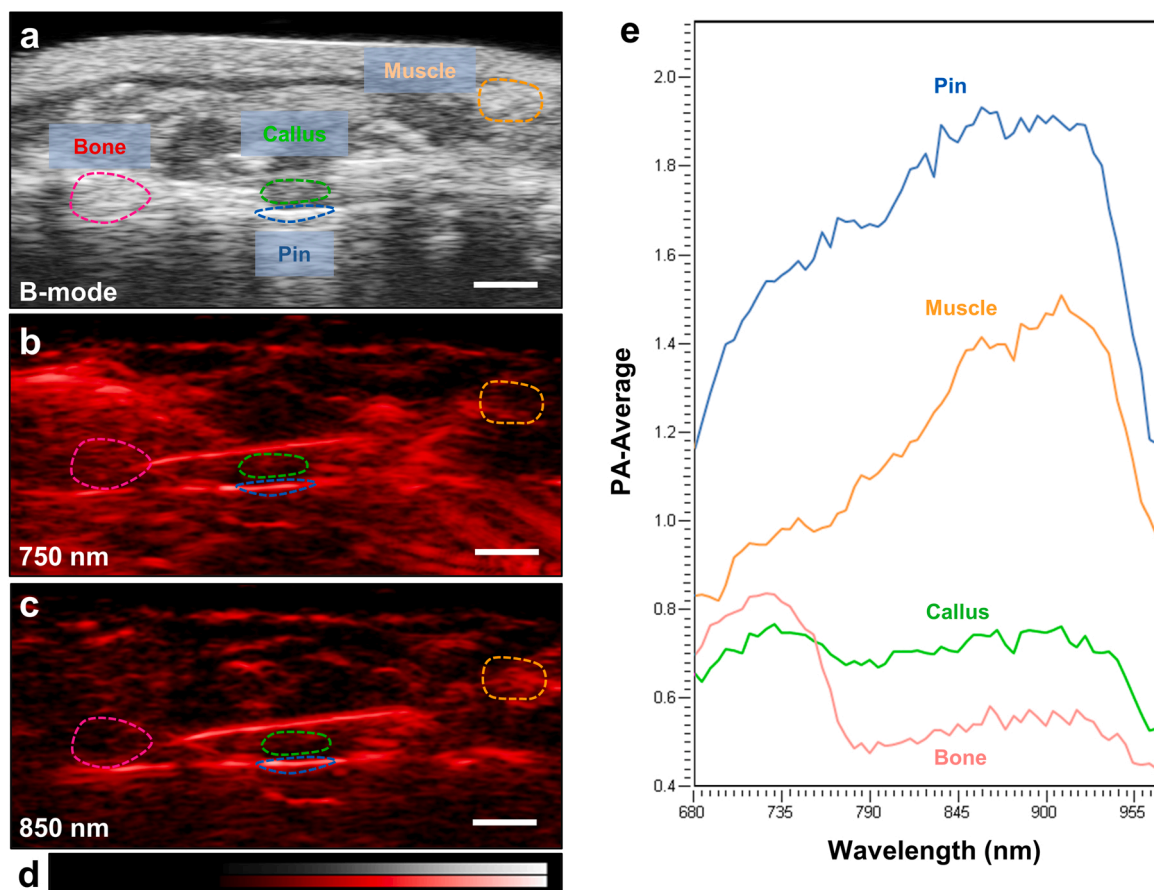 a
Muscle
Callus
Bone
Pin
B-mode
b
750 nm
c
850 nm
d
e
2.0
1.8
1.6
1.4
1.2
1.0
0.8
0.6
0.4
PA-Average
Pin
Muscle
Callus
Bone
680 735 790 845 900 955
Wavelength (nm)